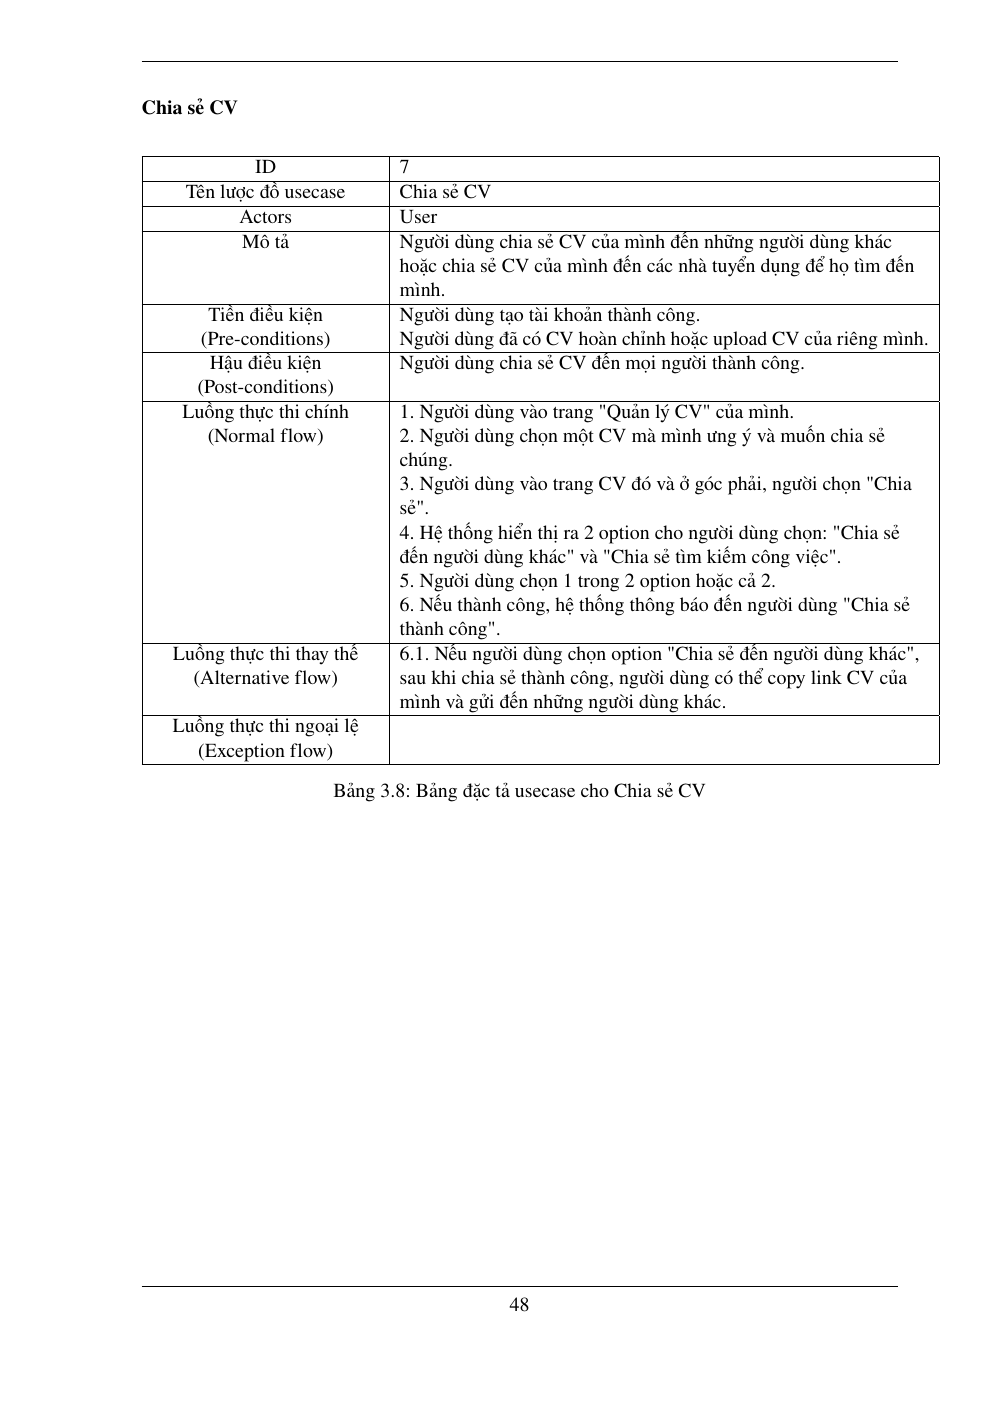 Chia sẻ CV
ID 7
Tên lược đồ usecase Chia sẻ CV
Actors User
Mô tả Người dùng chia sẻ CV của mình đến những người dùng khác
hoặc chia sẻ CV của mình đến các nhà tuyển dụng để họ tìm đến
mình.
Tiền điều kiện Người dùng tạo tài khoản thành công.
(Pre-conditions) Người dùng đã có CV hoàn chỉnh hoặc upload CV của riêng mình.
Hậu điều kiện Người dùng chia sẻ CV đến mọi người thành công.
(Post-conditions)
Luồng thực thi chính 1. Người dùng vào trang "Quản lý CV" của mình.
(Normal flow) 2. Người dùng chọn một CV mà mình ưng ý và muốn chia sẻ
chúng.
3. Người dùng vào trang CV đó và ở góc phải, người chọn "Chia
sẻ".
4. Hệ thống hiển thị ra 2 option cho người dùng chọn: "Chia sẻ
đến người dùng khác" và "Chia sẻ tìm kiếm công việc".
5. Người dùng chọn 1 trong 2 option hoặc cả 2.
6. Nếu thành công, hệ thống thông báo đến người dùng "Chia sẻ
thành công".
Luồng thực thi thay thế 6.1. Nếu người dùng chọn option "Chia sẻ đến người dùng khác",
(Alternative flow) sau khi chia sẻ thành công, người dùng có thể copy link CV của
mình và gửi đến những người dùng khác.
Luồng thực thi ngoại lệ
(Exception flow)
Bảng 3.8: Bảng đặc tả usecase cho Chia sẻ CV
48